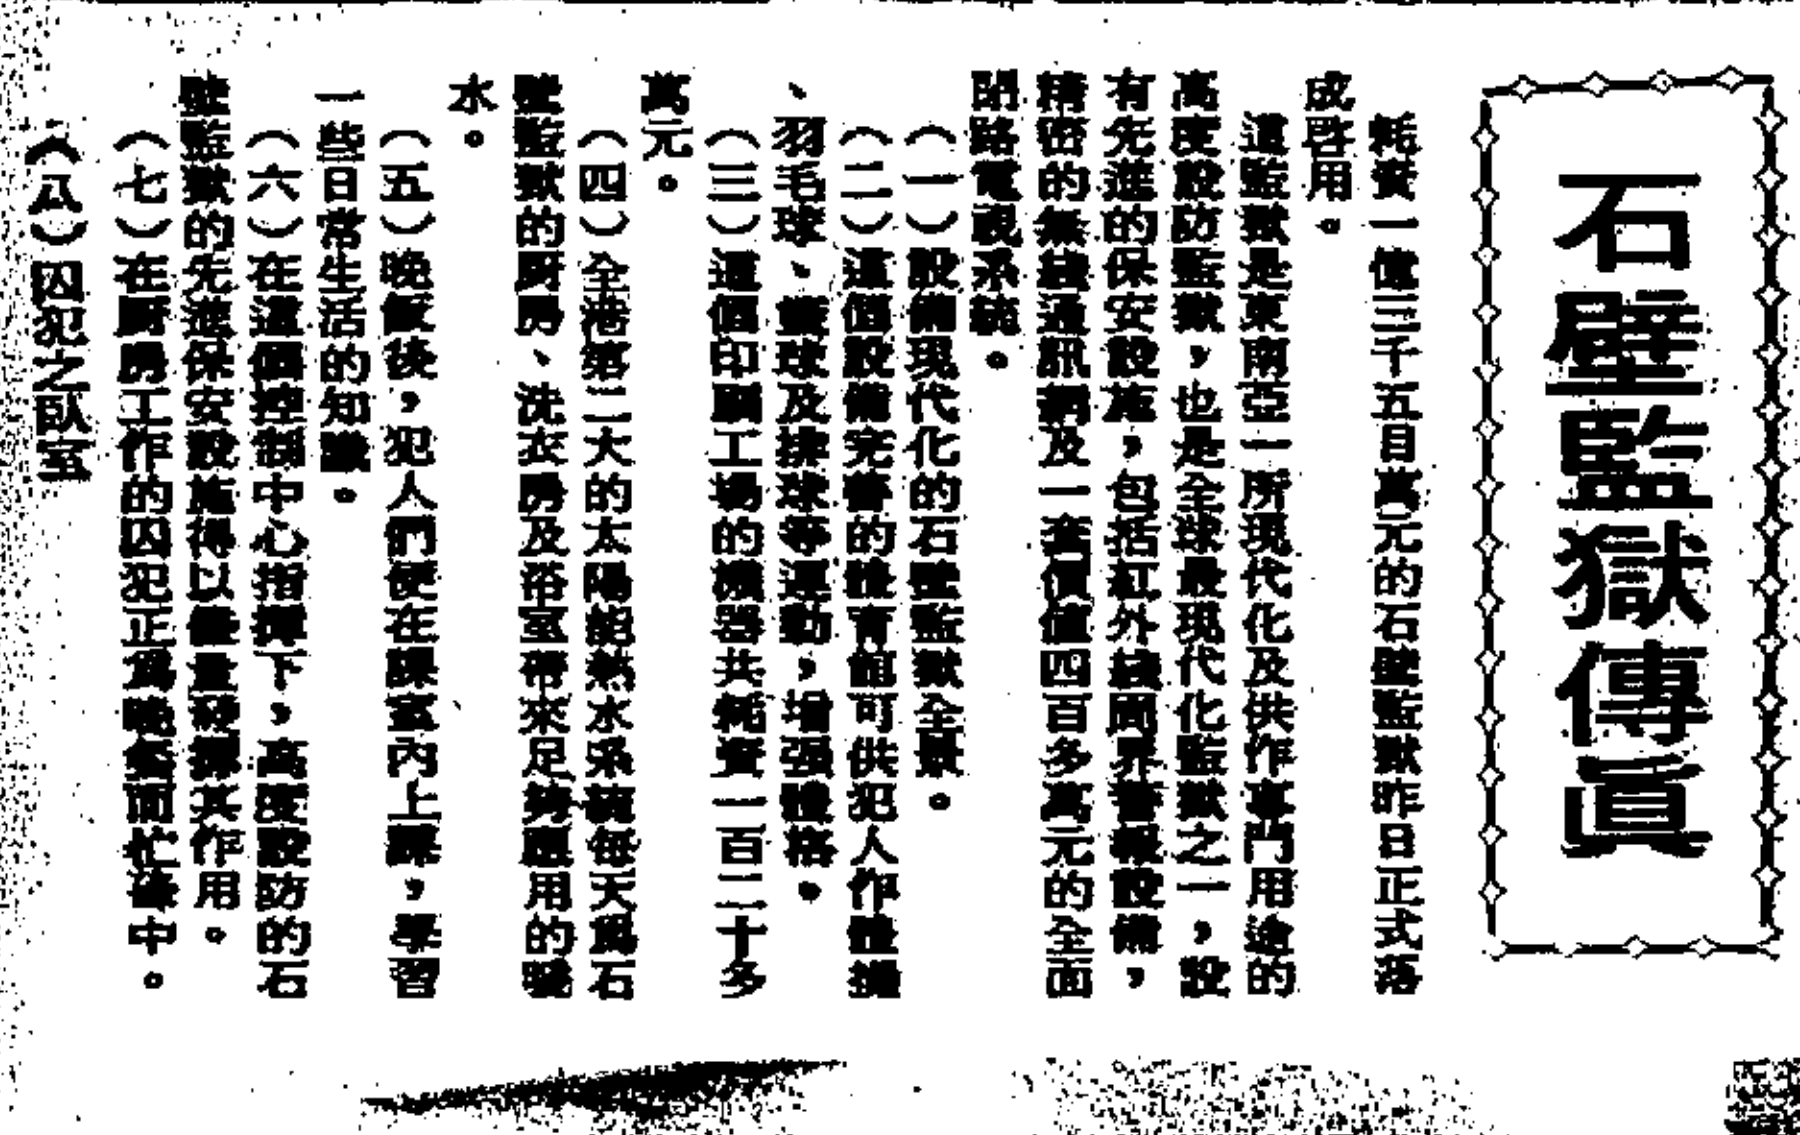 石壁監獄傳眞
耗資一億三千五百萬元的石壁監獄昨日正式落
成啓用。
這監獄是東南亞一所現代化及供作專門用途的
高度設防監獄，也是全球最現代化監獄之一，設
有先進的保安設施，包括紅外綫圍界警報設備，
精密的無綫通訊網及一套價值四百多萬元的全面
閉路電視系統。
（一）設備現代化的石壁監獄全景。
（二）這個設備完善的體育館可供犯人作體操
、羽毛球、籃球及排球等運動，增强體格。
（三）這個印刷工場的機器共耗資一百二十多
萬元。
（四）全港第二大的太陽能熱水系統每天爲石
壁監獄的厨房、洗衣房及浴室帶來足夠應用的暖
水。
（五）晚飯後，犯人們便在課室內上課，學習
一些日常生活的知識。
（六）在這個控制中心指揮下，高度設防的石
壁監獄的先進保安設施得以儘量發揮其作用。
（七）在厨房工作的囚犯正爲晚餐而忙碌中。
（八）囚犯之臥室